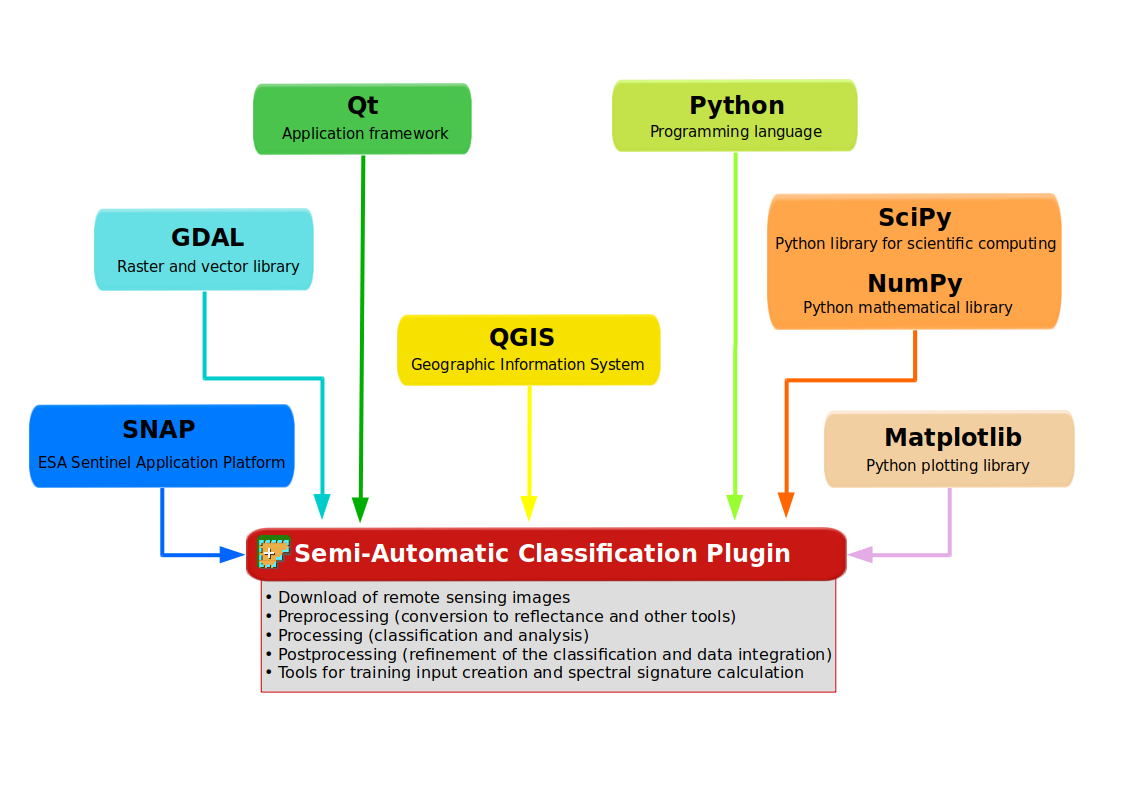 Qt
Application framework
Python
Programming language
GDAL
Raster and vector library
SciPy
Python library for scientific computing
NumPy
Python mathematical library
QGIS
Geographic Information System
SNAP
ESA Sentinel Application Platform
Matplotlib
Python plotting library
Semi-Automatic Classification Plugin
• Download of remote sensing images
• Preprocessing (conversion to reflectance and other tools)
• Processing (classification and analysis)
• Postprocessing (refinement of the classification and data integration)
• Tools for training input creation and spectral signature calculation